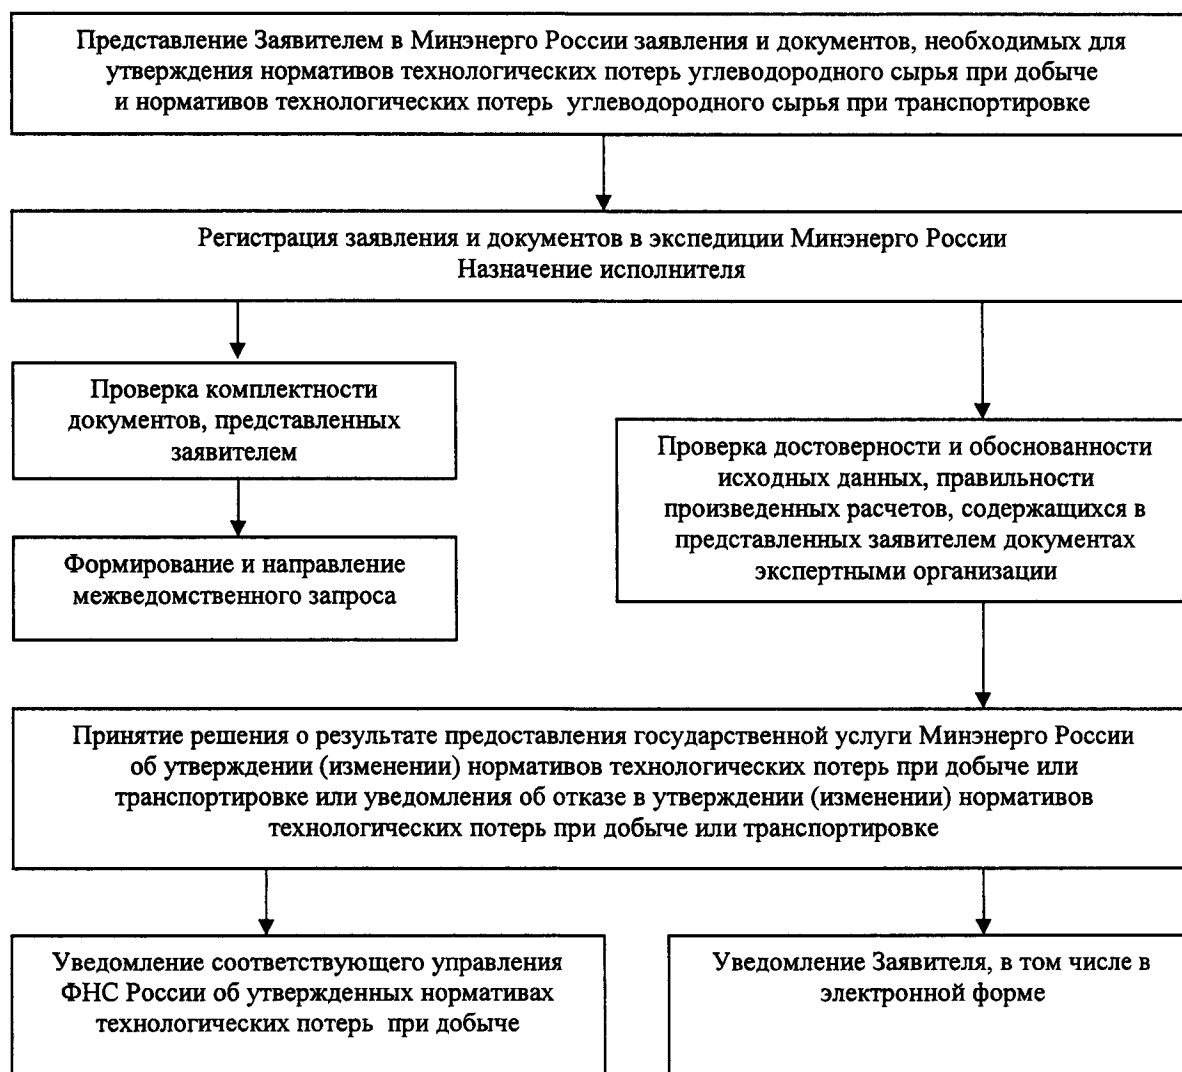 Представление Заявителем в Минэнерго России заявления и документов, необходимых для
утверждения нормативов технологических потерь углеводородного сырья при добыче
и нормативов технологических потерь углеводородного сырья при транспортировке
Регистрация заявления и документов в экспедиции Минэнерго России
Назначение исполнителя
Проверка комплектности
документов, представленных
заявителем
Формирование и направление
межведомственного запроса
Проверка достоверности и обоснованности
исходных данных, правильности
произведенных расчетов, содержащихся в
представленных заявителем документах
экспертными организации
Принятие решения о результате предоставления государственной услуги Минэнерго России
об утверждении (изменении) нормативов технологических потерь при добыче или
транспортировке или уведомления об отказе в утверждении (изменении) нормативов
технологических потерь при добыче или транспортировке
Уведомление соответствующего управления
ФНС России об утвержденных нормативах
технологических потерь при добыче
Уведомление Заявителя, в том числе в
электронной форме